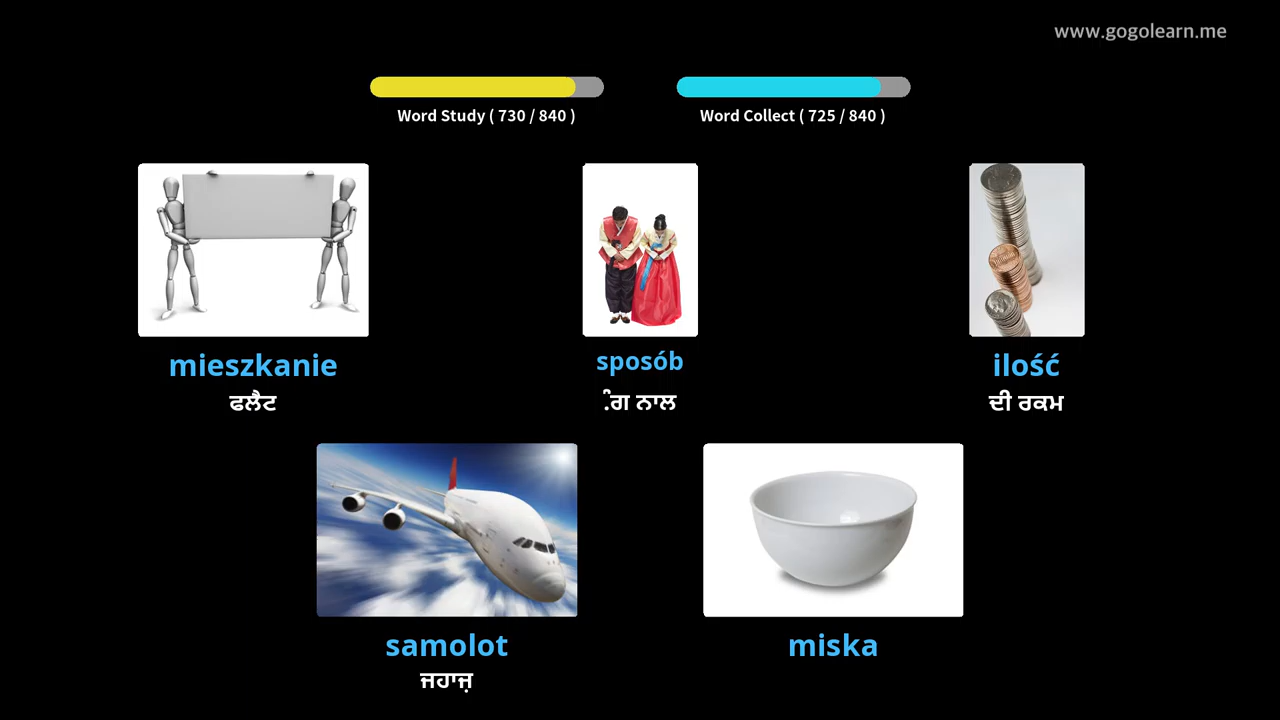 www.gogolearn.me
Word Study ( 730 / 840 )
Word Collect ( 725 / 840 )
mieszkanie
ਫਲੈਟ
sposób
ਨਾਲ
ilość
ਦੀ ਰਕਮ
samolot
ਜਹਾਜ਼
miska